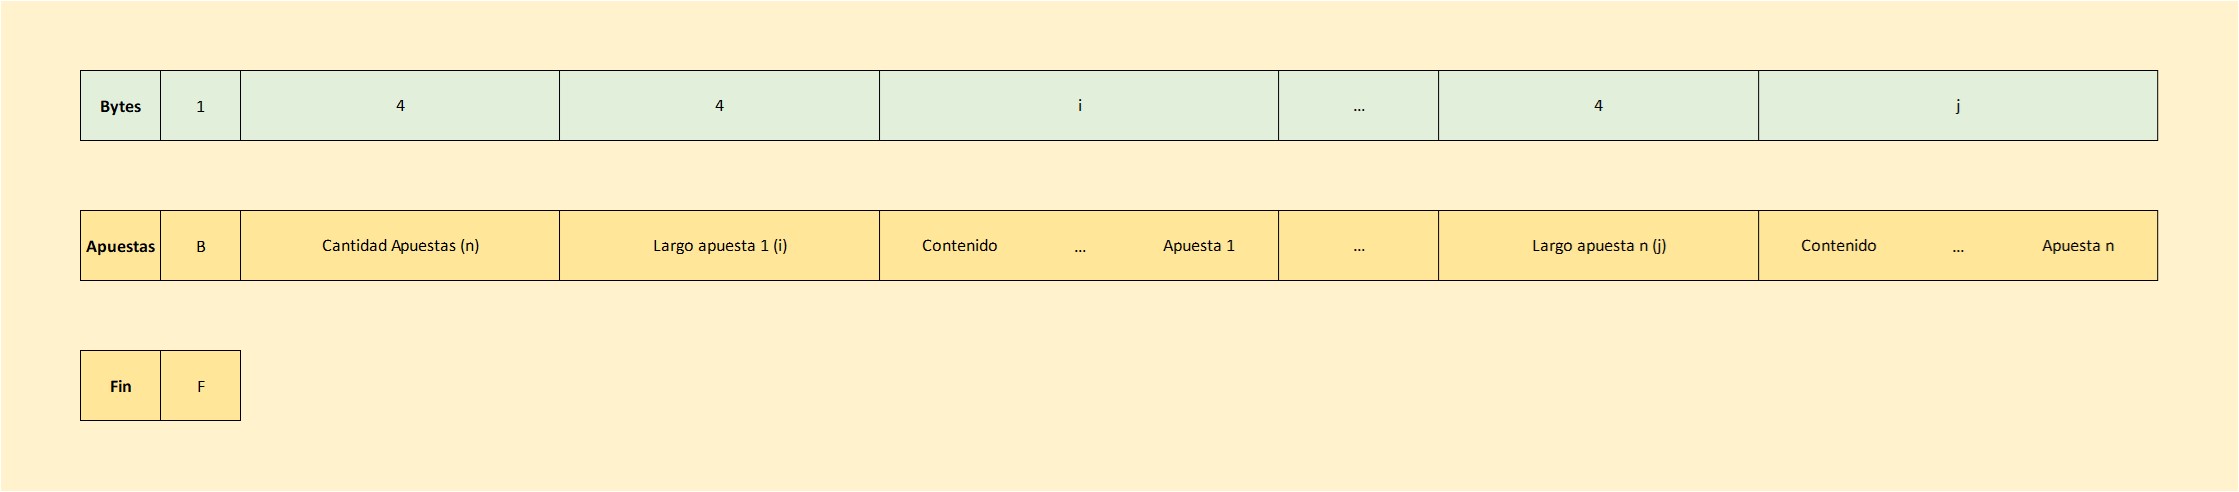 Bytes 1 4 4 i ... 4 j
Apuestas B Cantidad Apuestas (n) Largo apuesta 1 (i) Contenido ... Apuesta 1 ... Largo apuesta n (j) Contenido ... Apuesta n
Fin F